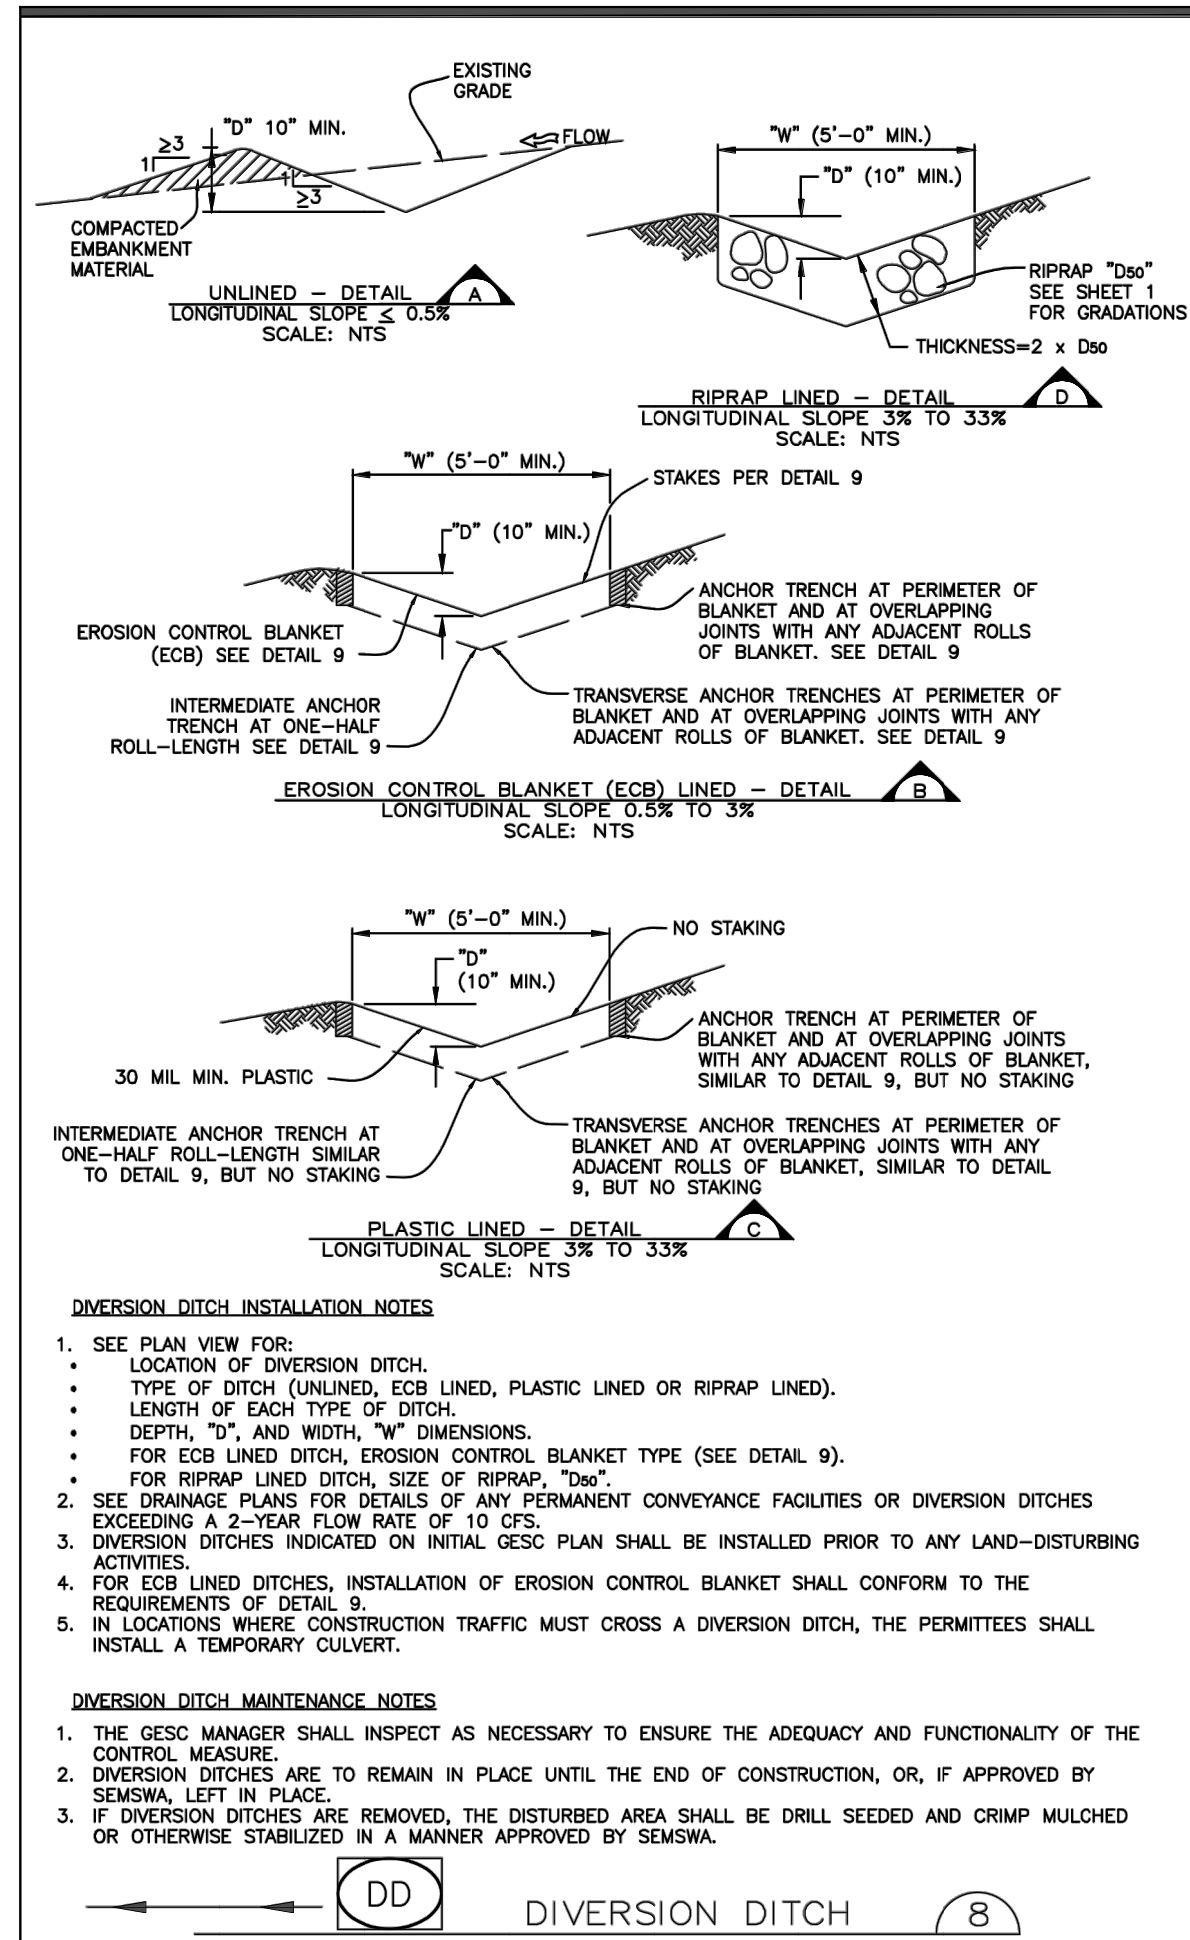 EXISTING
GRADE
"D" 10" MIN.
≥3
1
FLOW
1
≥3
COMPACTED
EMBANKMENT
MATERIAL
UNLINED – DETAIL
A
LONGITUDINAL SLOPE ≤ 0.5%
SCALE: NTS
"W" (5'-0" MIN.)
"D" (10" MIN.)
RIPRAP "D50"
SEE SHEET 1
FOR GRADATIONS
THICKNESS=2 x D50
RIPRAP LINED – DETAIL
D
LONGITUDINAL SLOPE 3% TO 33%
SCALE: NTS
"W" (5'-0" MIN.)
STAKES PER DETAIL 9
"D" (10" MIN.)
EROSION CONTROL BLANKET
(ECB) SEE DETAIL 9
ANCHOR TRENCH AT PERIMETER OF
BLANKET AND AT OVERLAPPING
JOINTS WITH ANY ADJACENT ROLLS
OF BLANKET. SEE DETAIL 9
INTERMEDIATE ANCHOR
TRENCH AT ONE-HALF
ROLL-LENGTH SEE DETAIL 9
TRANSVERSE ANCHOR TRENCHES AT PERIMETER OF
BLANKET AND AT OVERLAPPING JOINTS WITH ANY
ADJACENT ROLLS OF BLANKET. SEE DETAIL 9
EROSION CONTROL BLANKET (ECB) LINED – DETAIL
B
LONGITUDINAL SLOPE 0.5% TO 3%
SCALE: NTS
"W" (5'-0" MIN.)
NO STAKING
"D"
(10" MIN.)
30 MIL MIN. PLASTIC
ANCHOR TRENCH AT PERIMETER OF
BLANKET AND AT OVERLAPPING JOINTS
WITH ANY ADJACENT ROLLS OF BLANKET,
SIMILAR TO DETAIL 9, BUT NO STAKING
INTERMEDIATE ANCHOR TRENCH AT
ONE-HALF ROLL-LENGTH SIMILAR
TO DETAIL 9, BUT NO STAKING
TRANSVERSE ANCHOR TRENCHES AT PERIMETER OF
BLANKET AND AT OVERLAPPING JOINTS WITH ANY
ADJACENT ROLLS OF BLANKET, SIMILAR TO DETAIL
9, BUT NO STAKING
PLASTIC LINED – DETAIL
C
LONGITUDINAL SLOPE 3% TO 33%
SCALE: NTS
DIVERSION DITCH INSTALLATION NOTES
1. SEE PLAN VIEW FOR:
• LOCATION OF DIVERSION DITCH.
• TYPE OF DITCH (UNLINED, ECB LINED, PLASTIC LINED OR RIPRAP LINED).
• LENGTH OF EACH TYPE OF DITCH.
• DEPTH, "D", AND WIDTH, "W" DIMENSIONS.
• FOR ECB LINED DITCH, EROSION CONTROL BLANKET TYPE (SEE DETAIL 9).
• FOR RIPRAP LINED DITCH, SIZE OF RIPRAP, "D50".
2. SEE DRAINAGE PLANS FOR DETAILS OF ANY PERMANENT CONVEYANCE FACILITIES OR DIVERSION DITCHES
EXCEEDING A 2-YEAR FLOW RATE OF 10 CFS.
3. DIVERSION DITCHES INDICATED ON INITIAL GESC PLAN SHALL BE INSTALLED PRIOR TO ANY LAND-DISTURBING
ACTIVITIES.
4. FOR ECB LINED DITCHES, INSTALLATION OF EROSION CONTROL BLANKET SHALL CONFORM TO THE
REQUIREMENTS OF DETAIL 9.
5. IN LOCATIONS WHERE CONSTRUCTION TRAFFIC MUST CROSS A DIVERSION DITCH, THE PERMITTEES SHALL
INSTALL A TEMPORARY CULVERT.
DIVERSION DITCH MAINTENANCE NOTES
1. THE GESC MANAGER SHALL INSPECT AS NECESSARY TO ENSURE THE ADEQUACY AND FUNCTIONALITY OF THE
CONTROL MEASURE.
2. DIVERSION DITCHES ARE TO REMAIN IN PLACE UNTIL THE END OF CONSTRUCTION, OR, IF APPROVED BY
SEMSWA, LEFT IN PLACE.
3. IF DIVERSION DITCHES ARE REMOVED, THE DISTURBED AREA SHALL BE DRILL SEEDED AND CRIMP MULCHED
OR OTHERWISE STABILIZED IN A MANNER APPROVED BY SEMSWA.
DD
DIVERSION DITCH
8